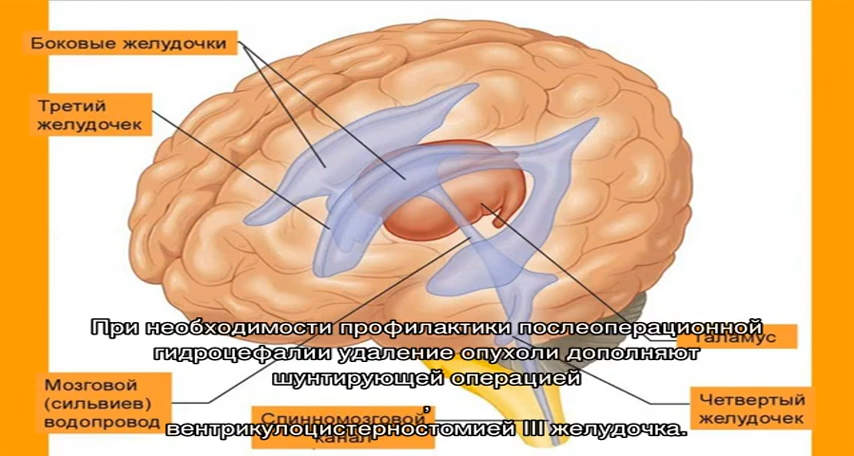 Боковые желудочки
Третий
желудочек
При необходимости профилактики послеоперационной
гидроцефалии удаление опухоли дополняют
шунтирующей операцией
,
вентрикулоцистерностомией III желудочка.
таламус
Мозговой
(сильвиев)
водопровод
Спинномозговой
канал
Четвертый
желудочек